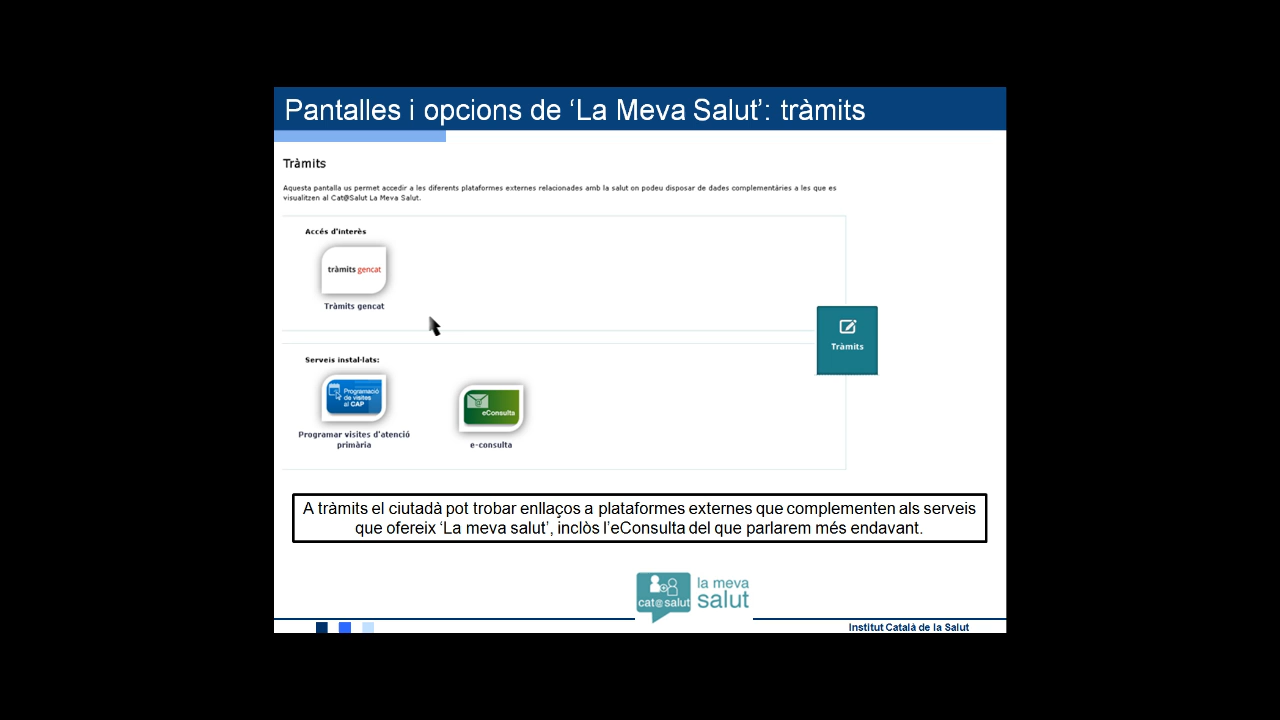 Pantalles i opcions de ‘La Meva Salut’: tràmits
Tràmits
Aquesta pantalla us permet accedir a les diferents plataformes externes relacionades amb la salut on podeu disposar de dades complementàries a les que es
visualitzen al Cat@Salut La Meva Salut.
Accés d'interès
tràmits gencat
Tràmits gencat
Tràmits
Serveis instal·lats:
Programació
de visites
al CAP
eConsulta
Programar visites d'atenció
primària
e-consulta
A tràmits el ciutadà pot trobar enllaços a plataformes externes que complementen als serveis
que ofereix ‘La meva salut’, inclòs l’eConsulta del que parlarem més endavant.
cat@salut
la meva
salut
Institut Català de la Salut